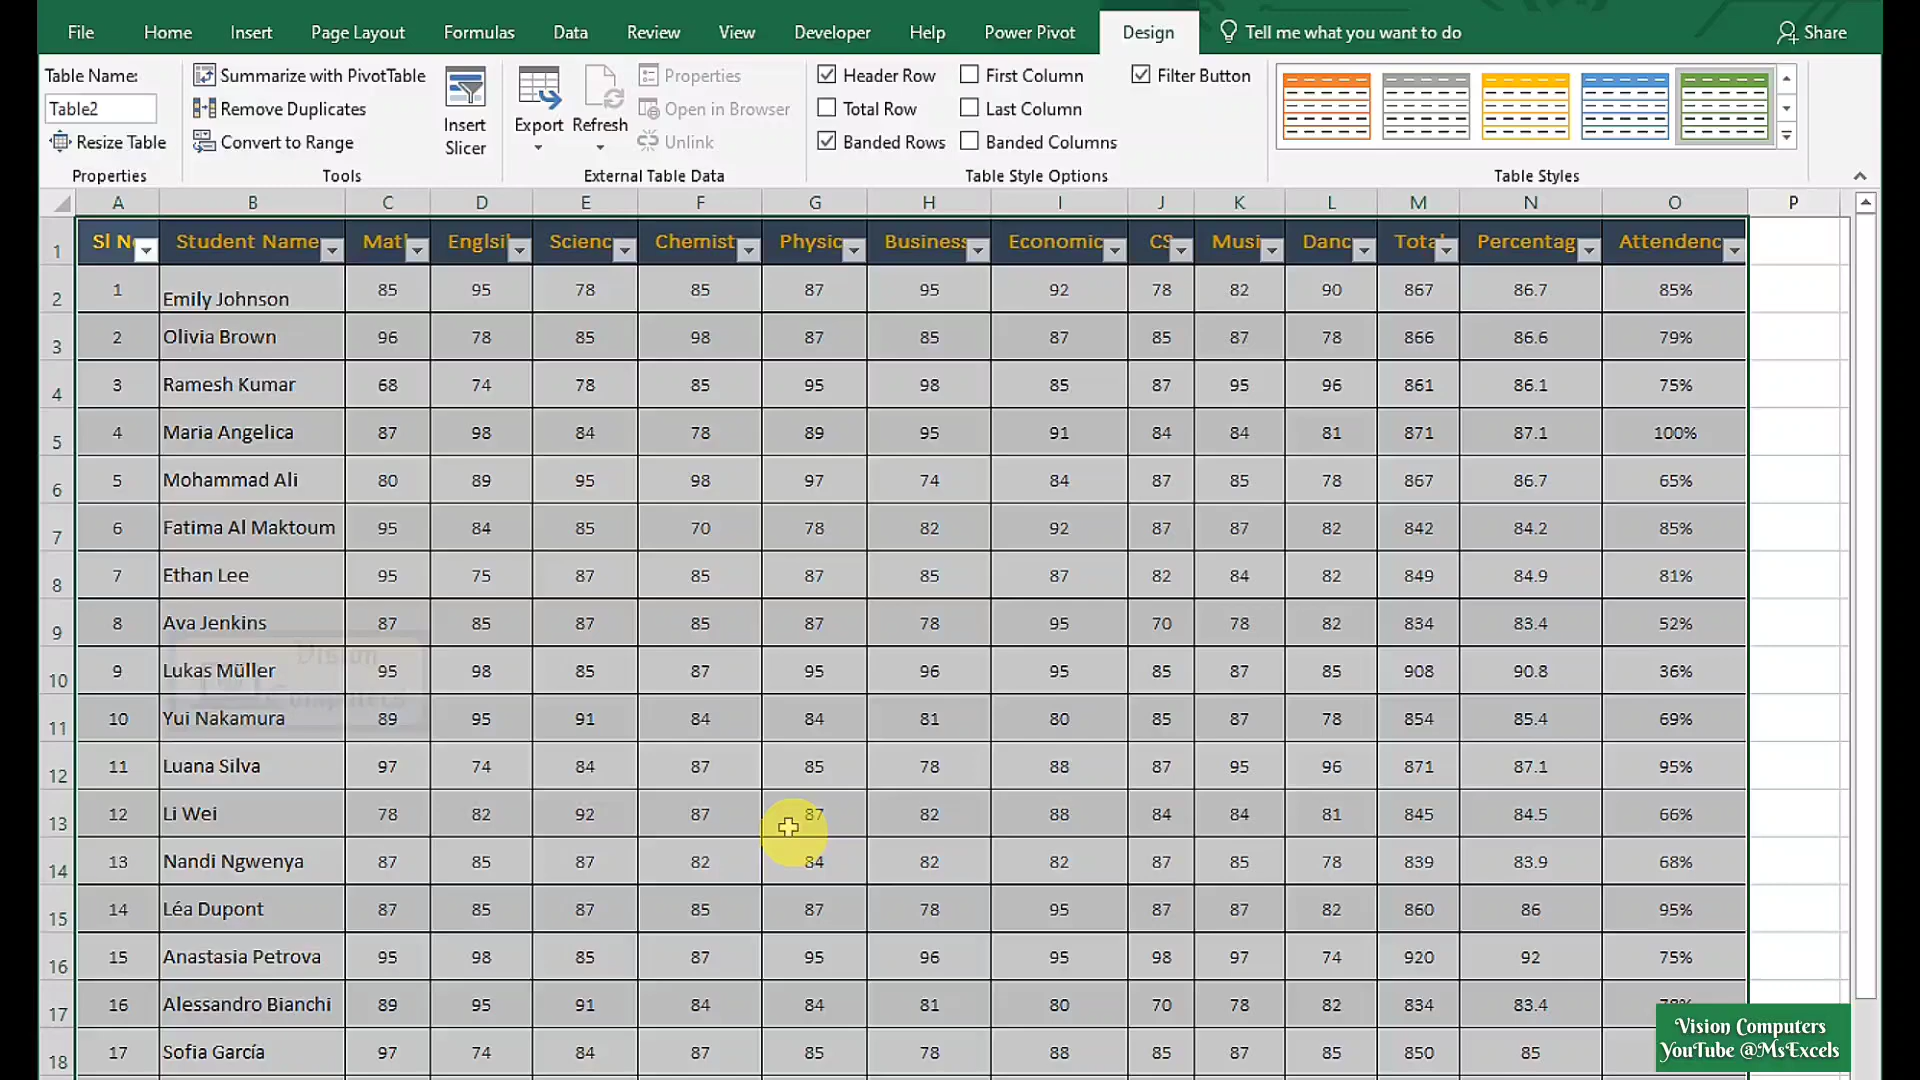 File Home Insert Page Layout Formulas Data Review View Developer Help Power Pivot Design Tell me what you want to do Share
Table Name:
Table2
Resize Table
Properties
Summarize with PivotTable
Remove Duplicates
Convert to Range
Insert Slicer
Tools
Export
Refresh
Properties
Open in Browser
Unlink
External Table Data
Header Row First Column Filter Button
Total Row Last Column
Banded Rows Banded Columns
Table Style Options
Table Styles
A B C D E F G H I J K L M N O P
1 Sl N Student Name Mat Englsi Scienc Chemist Physic Business Economic CS Musi Danc Tota Percentag Attendenc
2 1 Emily Johnson 85 95 78 85 87 95 92 78 82 90 867 86.7 85%
3 2 Olivia Brown 96 78 85 98 87 85 87 85 87 78 866 86.6 79%
4 3 Ramesh Kumar 68 74 78 85 95 98 85 87 95 96 861 86.1 75%
5 4 Maria Angelica 87 98 84 78 89 95 91 84 84 81 871 87.1 100%
6 5 Mohammad Ali 80 89 95 98 97 74 84 87 85 78 867 86.7 65%
7 6 Fatima Al Maktoum 95 84 85 70 78 82 92 87 87 82 842 84.2 85%
8 7 Ethan Lee 95 75 87 85 87 85 87 82 84 82 849 84.9 81%
9 8 Ava Jenkins 87 85 87 85 87 78 95 70 78 82 834 83.4 52%
10 9 Lukas Müller 95 98 85 87 95 96 95 85 87 85 908 90.8 36%
11 10 Yui Nakamura 89 95 91 84 84 81 80 85 87 78 854 85.4 69%
12 11 Luana Silva 97 74 84 87 85 78 88 87 95 96 871 87.1 95%
13 12 Li Wei 78 82 92 87 87 82 88 84 84 81 845 84.5 66%
14 13 Nandi Ngwenya 87 85 87 82 84 82 82 87 85 78 839 83.9 68%
15 14 Léa Dupont 87 85 87 85 87 78 95 87 87 82 860 86 95%
16 15 Anastasia Petrova 95 98 85 87 95 96 95 98 97 74 920 92 75%
17 16 Alessandro Bianchi 89 95 91 84 84 81 80 70 78 82 834 83.4
18 17 Sofia García 97 74 84 87 85 78 88 85 87 85 850 85
Vision Computers
Vision Computers
YouTube @MsExcels